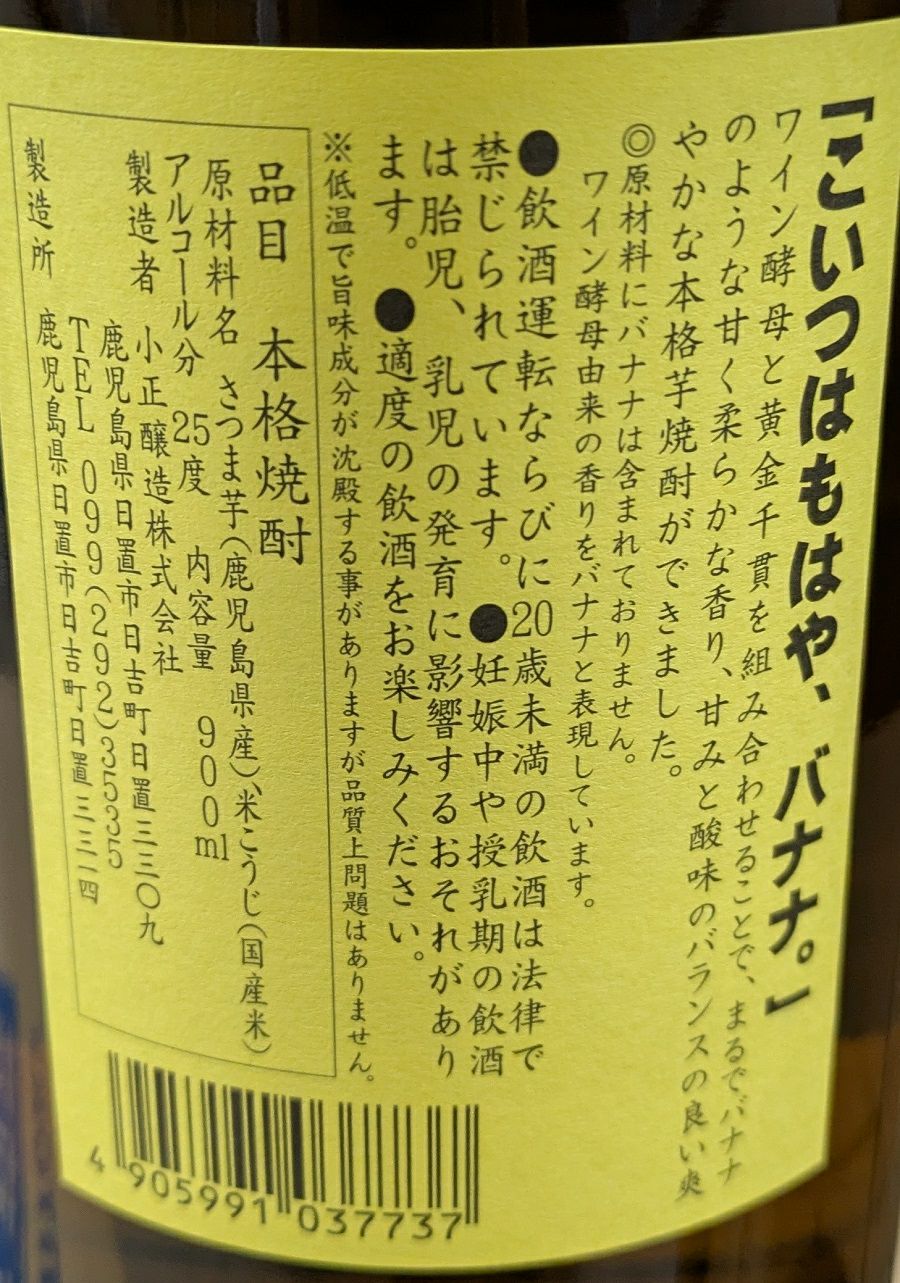 「こいつはもはや、バナナ。」
ワイン酵母と黄金千貫を組み合わせることで、まるでバナナ
のような甘く柔らかな香り、甘みと酸味のバランスの良い爽
やかな本格芋焼酎ができました。
◎原材料にバナナは含まれておりません。
ワイン酵母由来の香りをバナナと表現しています。
●飲酒運転ならびに20歳未満の飲酒は法律で
禁じられています。●妊娠中や授乳期の飲酒
は胎児、乳児の発育に影響するおそれがあり
ます。●適度の飲酒をお楽しみください。
※低温で旨味成分が沈殿する事がありますが品質上問題はありません。
品目 本格焼酎
原材料名 さつま芋(鹿児島県産)、米こうじ(国産米)
アルコール分 25度 内容量 900ml
製造者 小正醸造株式会社
鹿児島県日置市日吉町日置三三〇九
TEL 099(292)3535
製造所 鹿児島県日置市日吉町日置三三一四
4 905991 037737